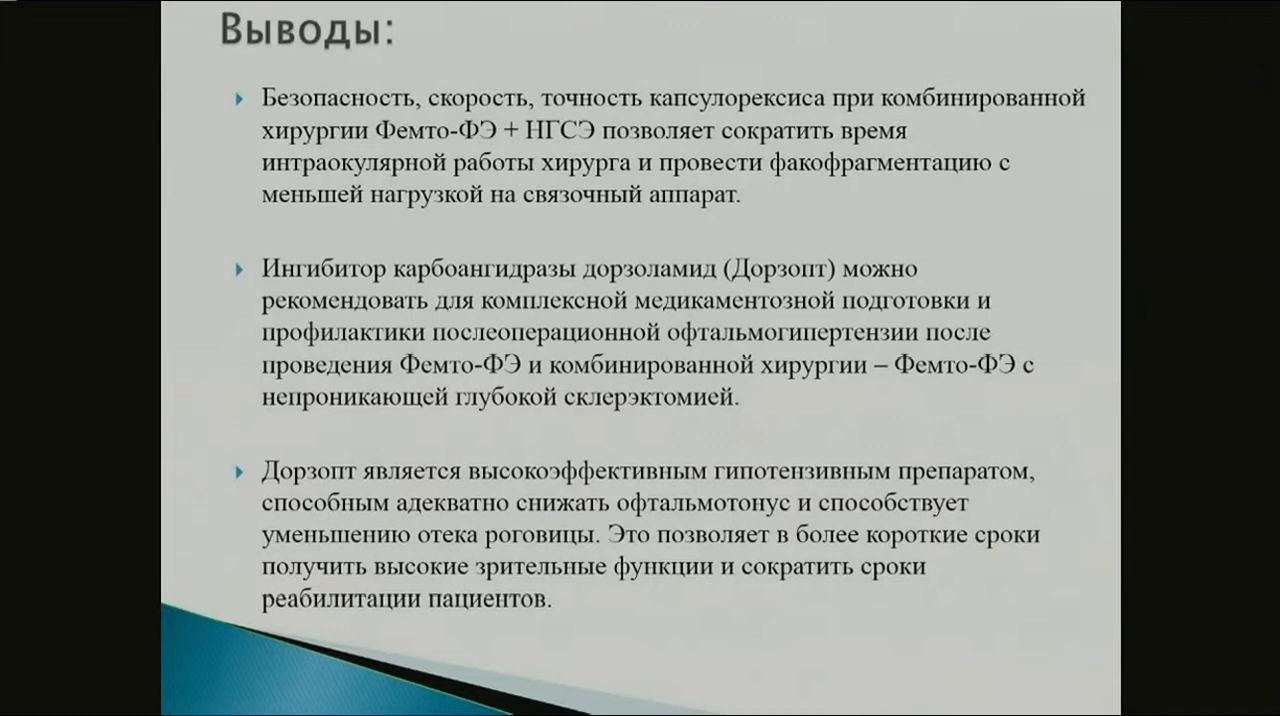 Выводы:
Безопасность, скорость, точность капсулорексиса при комбинированной
хирургии Фемто-ФЭ + НГСЭ позволяет сократить время
интраокулярной работы хирурга и провести факофрагментацию с
меньшей нагрузкой на связочный аппарат.
Ингибитор карбоангидразы дорзоламид (Дорзопт) можно
рекомендовать для комплексной медикаментозной подготовки и
профилактики послеоперационной офтальмогипертензии после
проведения Фемто-ФЭ и комбинированной хирургии – Фемто-ФЭ с
непроникающей глубокой склерэктомией.
Дорзопт является высокоэффективным гипотензивным препаратом,
способным адекватно снижать офтальмотонус и способствует
уменьшению отека роговицы. Это позволяет в более короткие сроки
получить высокие зрительные функции и сократить сроки
реабилитации пациентов.